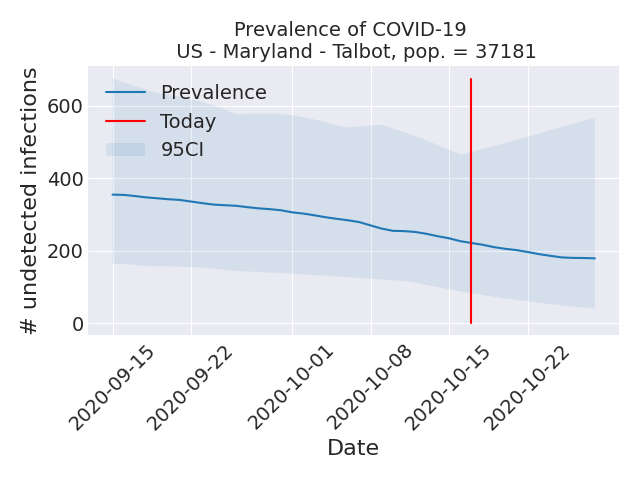 Prevalence of COVID-19
US - Maryland - Talbot, pop. = 37181
# undetected infections
600
400
200
0
Prevalence
Today
95CI
2020-09-15
2020-09-22
2020-10-01
2020-10-08
2020-10-15
2020-10-22
Date